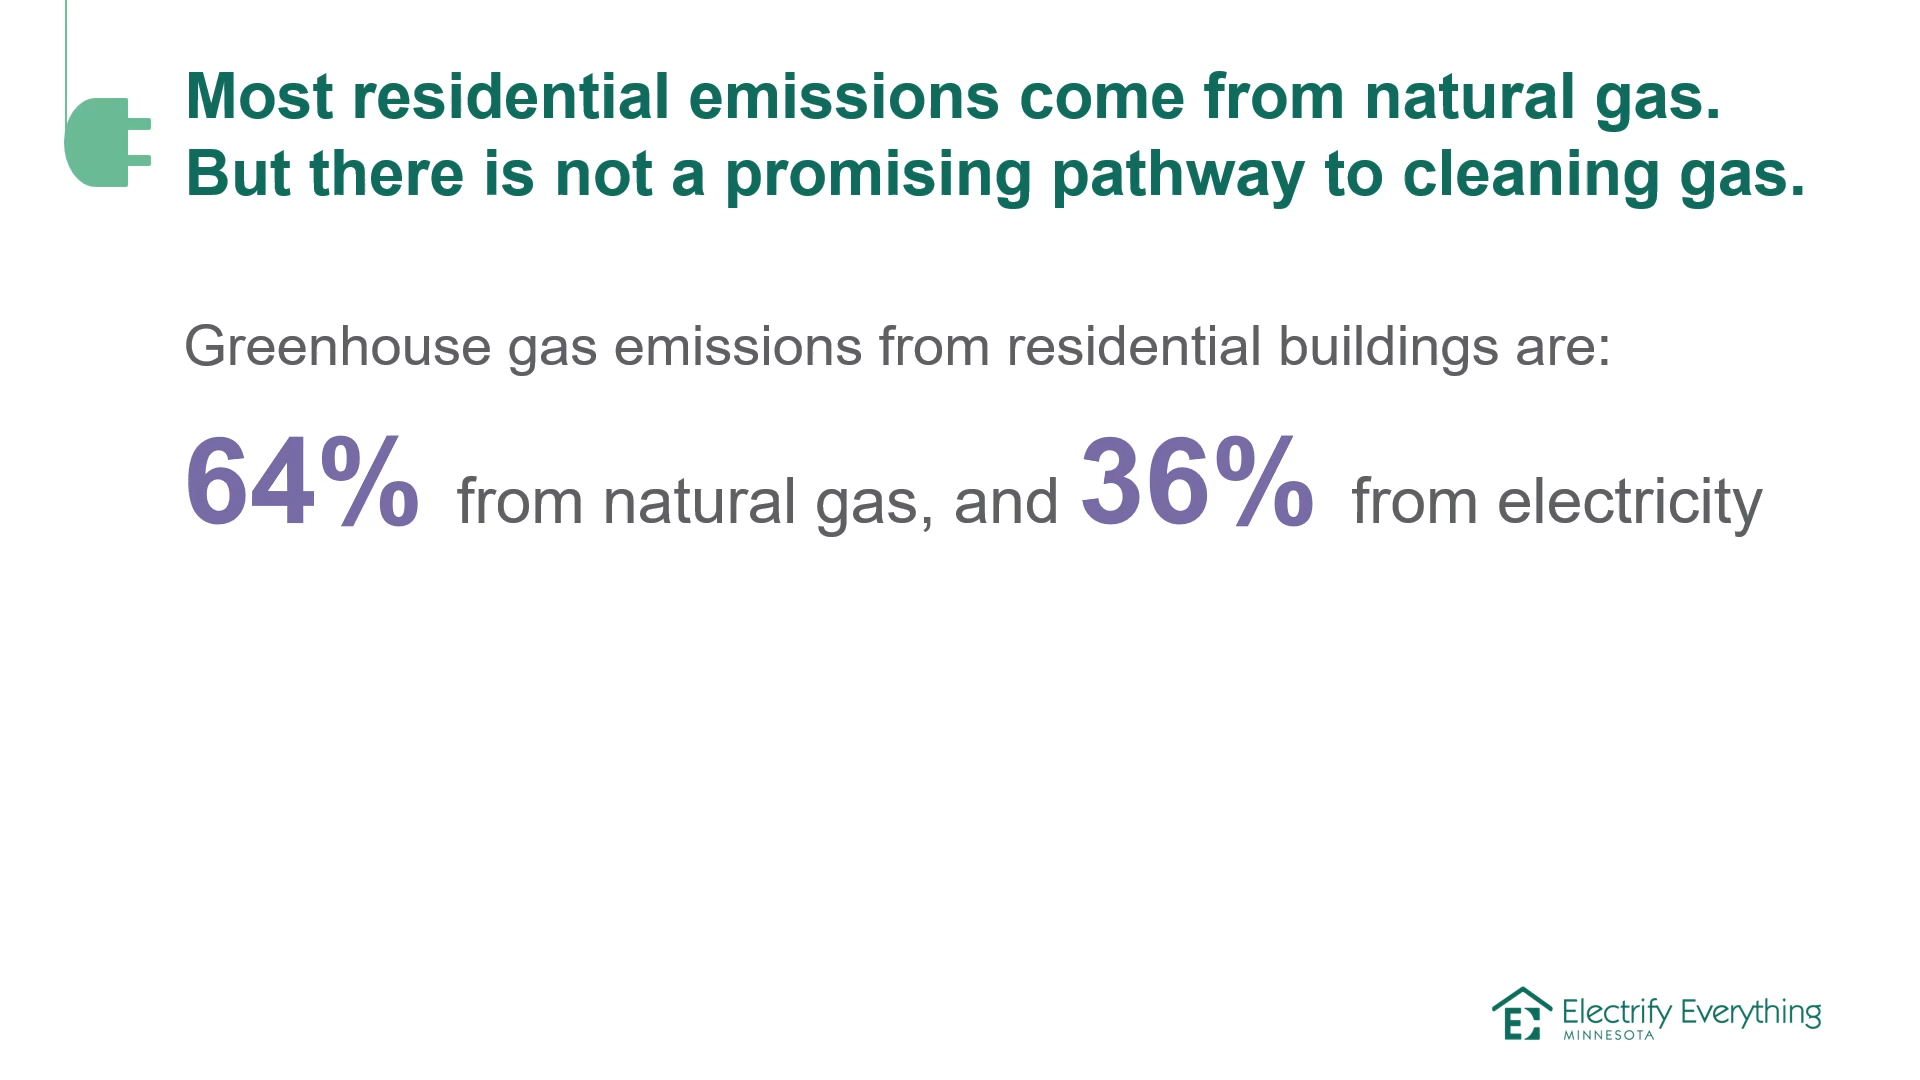 Most residential emissions come from natural gas.
But there is not a promising pathway to cleaning gas.
Greenhouse gas emissions from residential buildings are:
64% from natural gas, and 36% from electricity
Electrify Everything
MINNESOTA